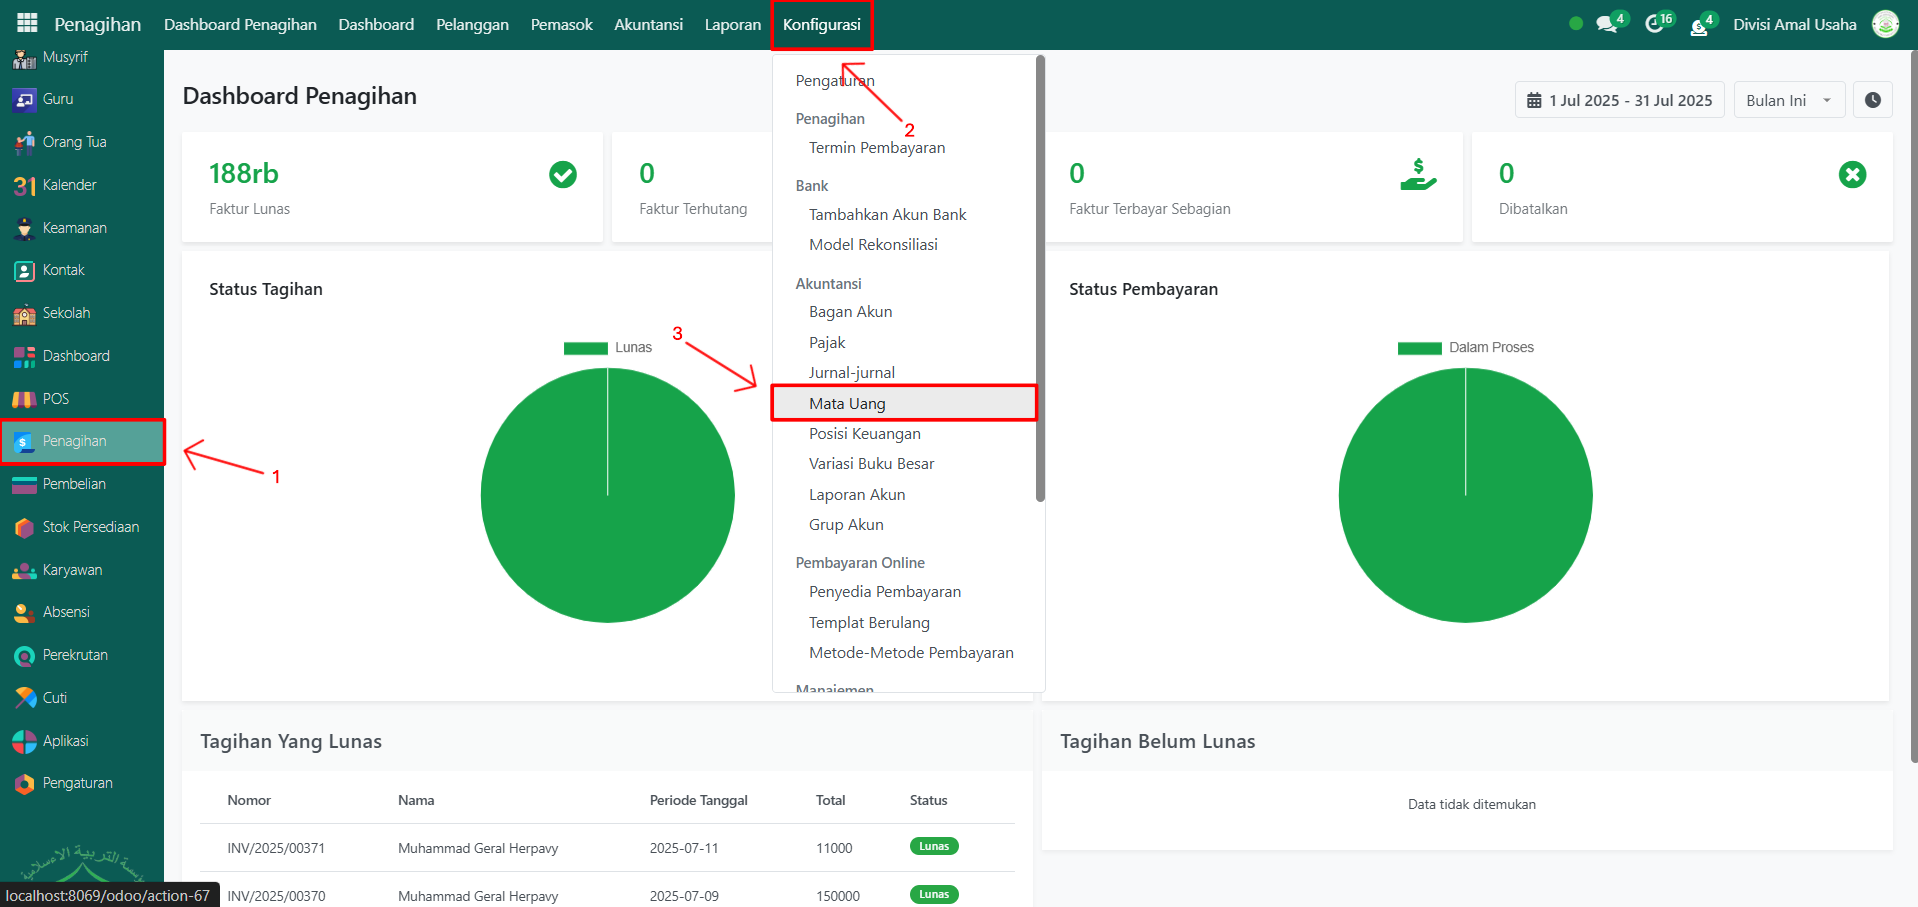 Penagihan Dashboard Penagihan Dashboard Pelanggan Pemasok Akuntansi Laporan Konfigurasi 4 16 4 Divisi Amal Usaha
Musyrif
Guru
Orang Tua
31 Kalender
Keamanan
Kontak
Sekolah
Dashboard
POS
$ Penagihan
Pembelian
Stok Persediaan
Karyawan
Absensi
Perekrutan
Cuti
Aplikasi
Pengaturan
localhost:8069/odoo/action-67
1
2
3
Pengaturan
Penagihan
Termin Pembayaran
Bank
Tambahkan Akun Bank
Model Rekonsiliasi
Akuntansi
Bagan Akun
Pajak
Jurnal-jurnal
Mata Uang
Posisi Keuangan
Variasi Buku Besar
Laporan Akun
Grup Akun
Pembayaran Online
Penyedia Pembayaran
Templat Berulang
Metode-Metode Pembayaran
Manajemen
Dashboard Penagihan
1 Jul 2025 - 31 Jul 2025 Bulan Ini
188rb
Faktur Lunas
0
Faktur Terhutang
0
$
Faktur Terbayar Sebagian
0
Dibatalkan
Status Tagihan
Lunas
Status Pembayaran
Dalam Proses
Tagihan Yang Lunas
Nomor Nama Periode Tanggal Total Status
INV/2025/00371 Muhammad Geral Herpavy 2025-07-11 11000 Lunas
INV/2025/00370 Muhammad Geral Herpavy 2025-07-09 150000 Lunas
Tagihan Belum Lunas
Data tidak ditemukan